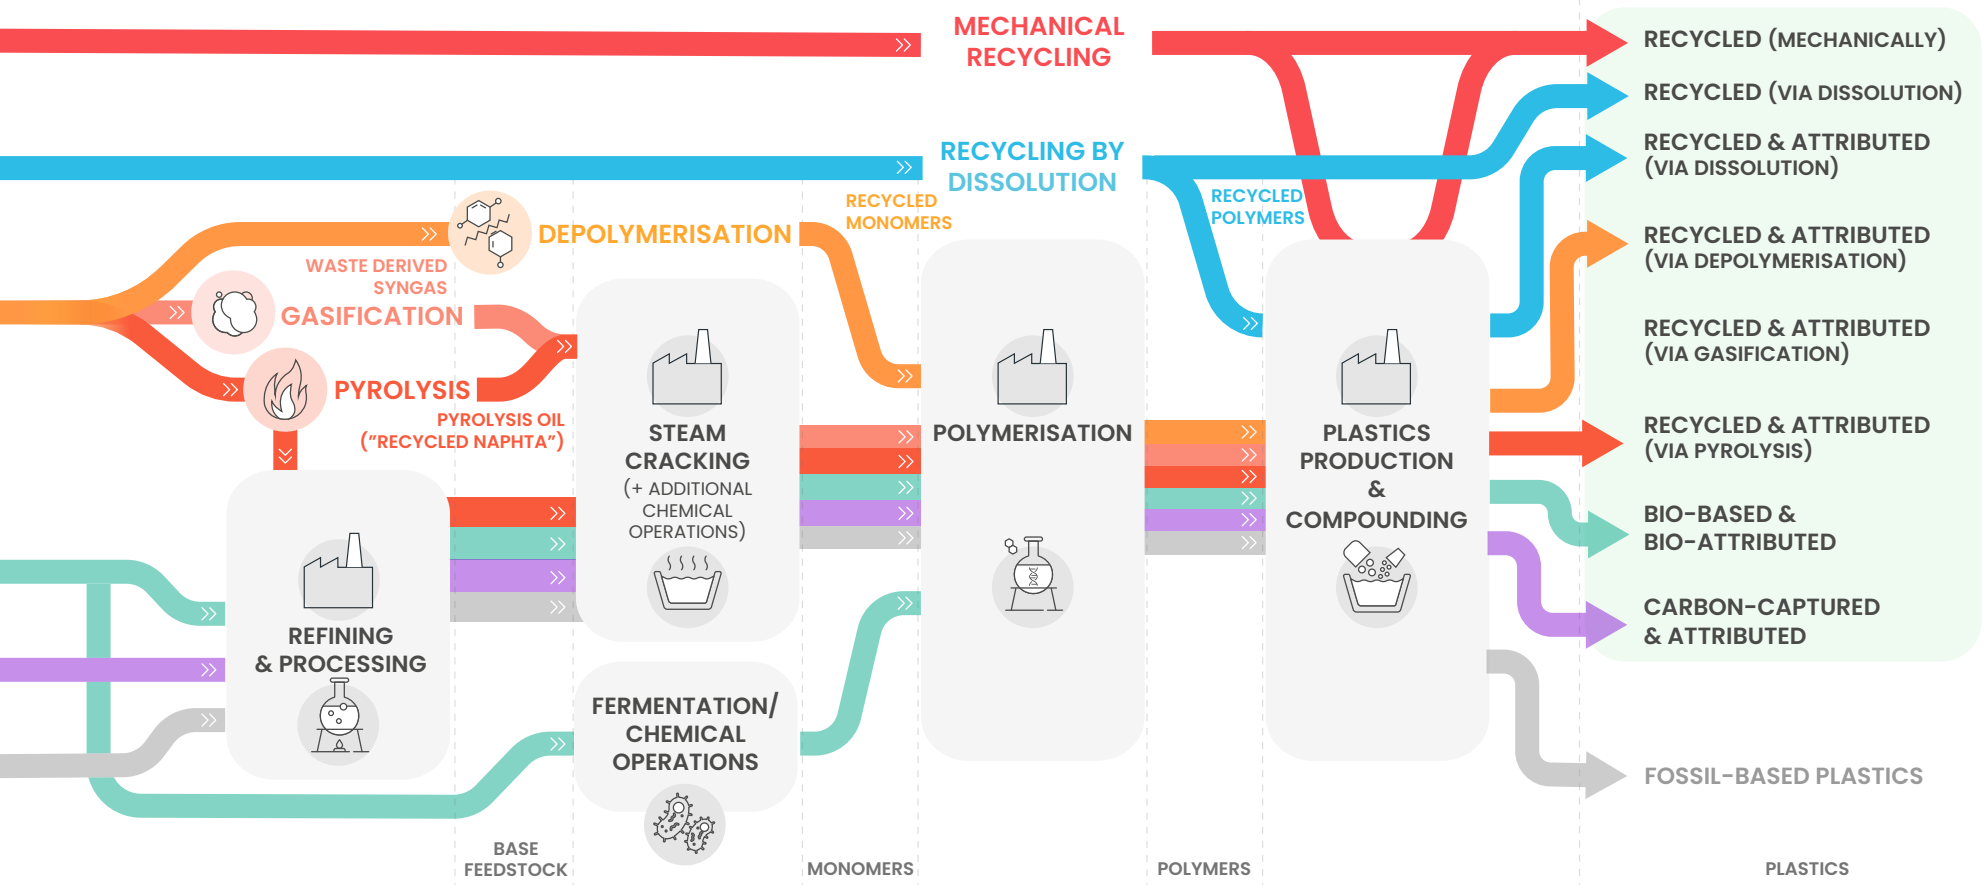 MECHANICAL
RECYCLING
RECYCLED (MECHANICALLY)
RECYCLED (VIA DISSOLUTION)
RECYCLING BY
DISSOLUTION
RECYCLED & ATTRIBUTED
(VIA DISSOLUTION)
RECYCLED
MONOMERS
RECYCLED
POLYMERS
DEPOLYMERISATION
RECYCLED & ATTRIBUTED
(VIA DEPOLYMERISATION)
WASTE DERIVED
SYNGAS
GASIFICATION
RECYCLED & ATTRIBUTED
(VIA GASIFICATION)
PYROLYSIS
PYROLYSIS OIL
("RECYCLED NAPHTA")
STEAM
CRACKING
(+ ADDITIONAL
CHEMICAL
OPERATIONS)
POLYMERISATION
PLASTICS
PRODUCTION
&
COMPOUNDING
RECYCLED & ATTRIBUTED
(VIA PYROLYSIS)
BIO-BASED &
BIO-ATTRIBUTED
REFINING
& PROCESSING
CARBON-CAPTURED
& ATTRIBUTED
FERMENTATION/
CHEMICAL
OPERATIONS
FOSSIL-BASED PLASTICS
BASE
FEEDSTOCK
MONOMERS
POLYMERS
PLASTICS